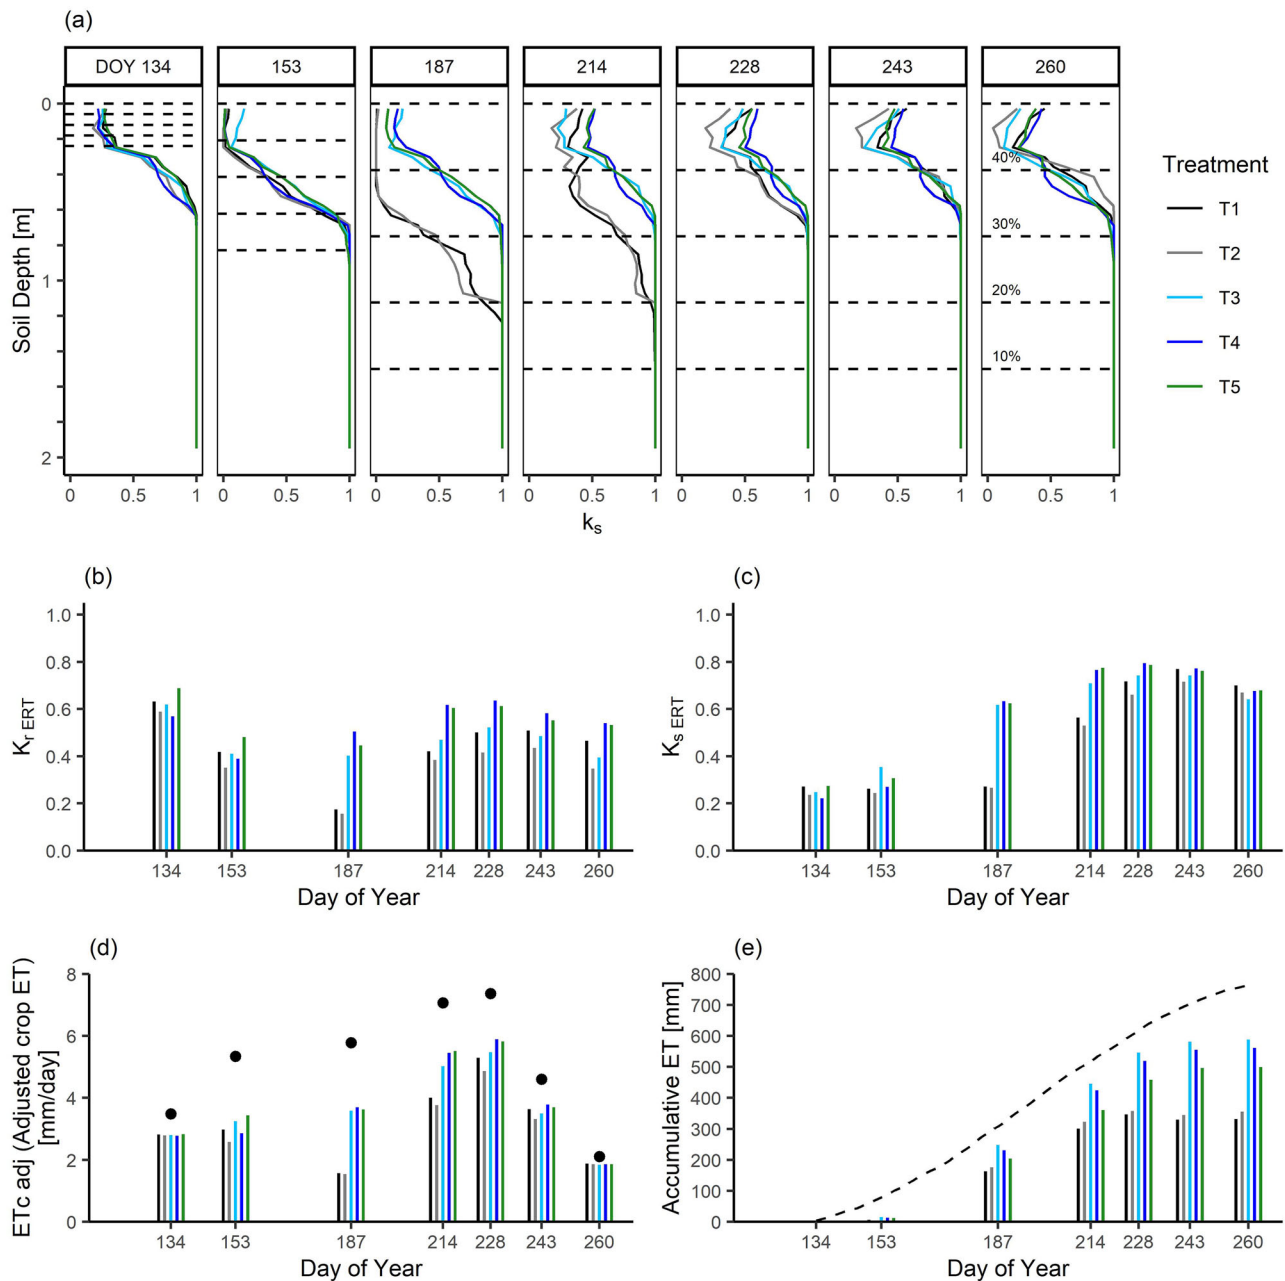 (a)
DOY 134 153 187 214 228 243 260
0
1
2
Soil Depth [m]
40%
30%
20%
10%
0 0.5 1 0 0.5 1 0 0.5 1 0 0.5 1 0 0.5 1 0 0.5 1 0 0.5 1
ks
Treatment
T1
T2
T3
T4
T5
(b)
1.0
0.8
0.6
0.4
0.2
0.0
Kr ERT
134 153 187 214 228 243 260
Day of Year
(c)
1.0
0.8
0.6
0.4
0.2
0.0
Ks ERT
134 153 187 214 228 243 260
Day of Year
(d)
8
6
4
2
0
ETc adj (Adjusted crop ET)
[mm/day]
134 153 187 214 228 243 260
Day of Year
(e)
800
700
600
500
400
300
200
100
0
Accumulative ET [mm]
134 153 187 214 228 243 260
Day of Year